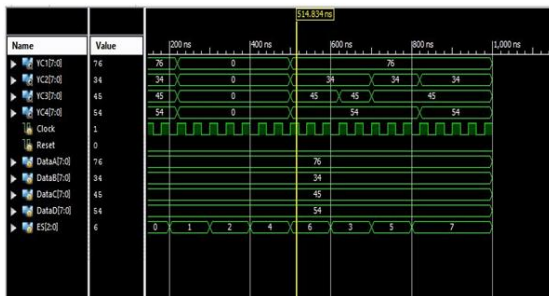 514.834 ns
Name Value 200 ns 400 ns 600 ns 800 ns 1,000 ns
YC1[7:0] 76 76 0 76
YC2[7:0] 34 34 0 34 34 34
YC3[7:0] 45 45 0 45 45 45
YC4[7:0] 54 54 0 54 54
Clock 1
Reset 0
DataA[7:0] 76 76
DataB[7:0] 34 34
DataC[7:0] 45 45
DataD[7:0] 54 54
ES[2:0] 6 0 1 2 4 6 3 5 7